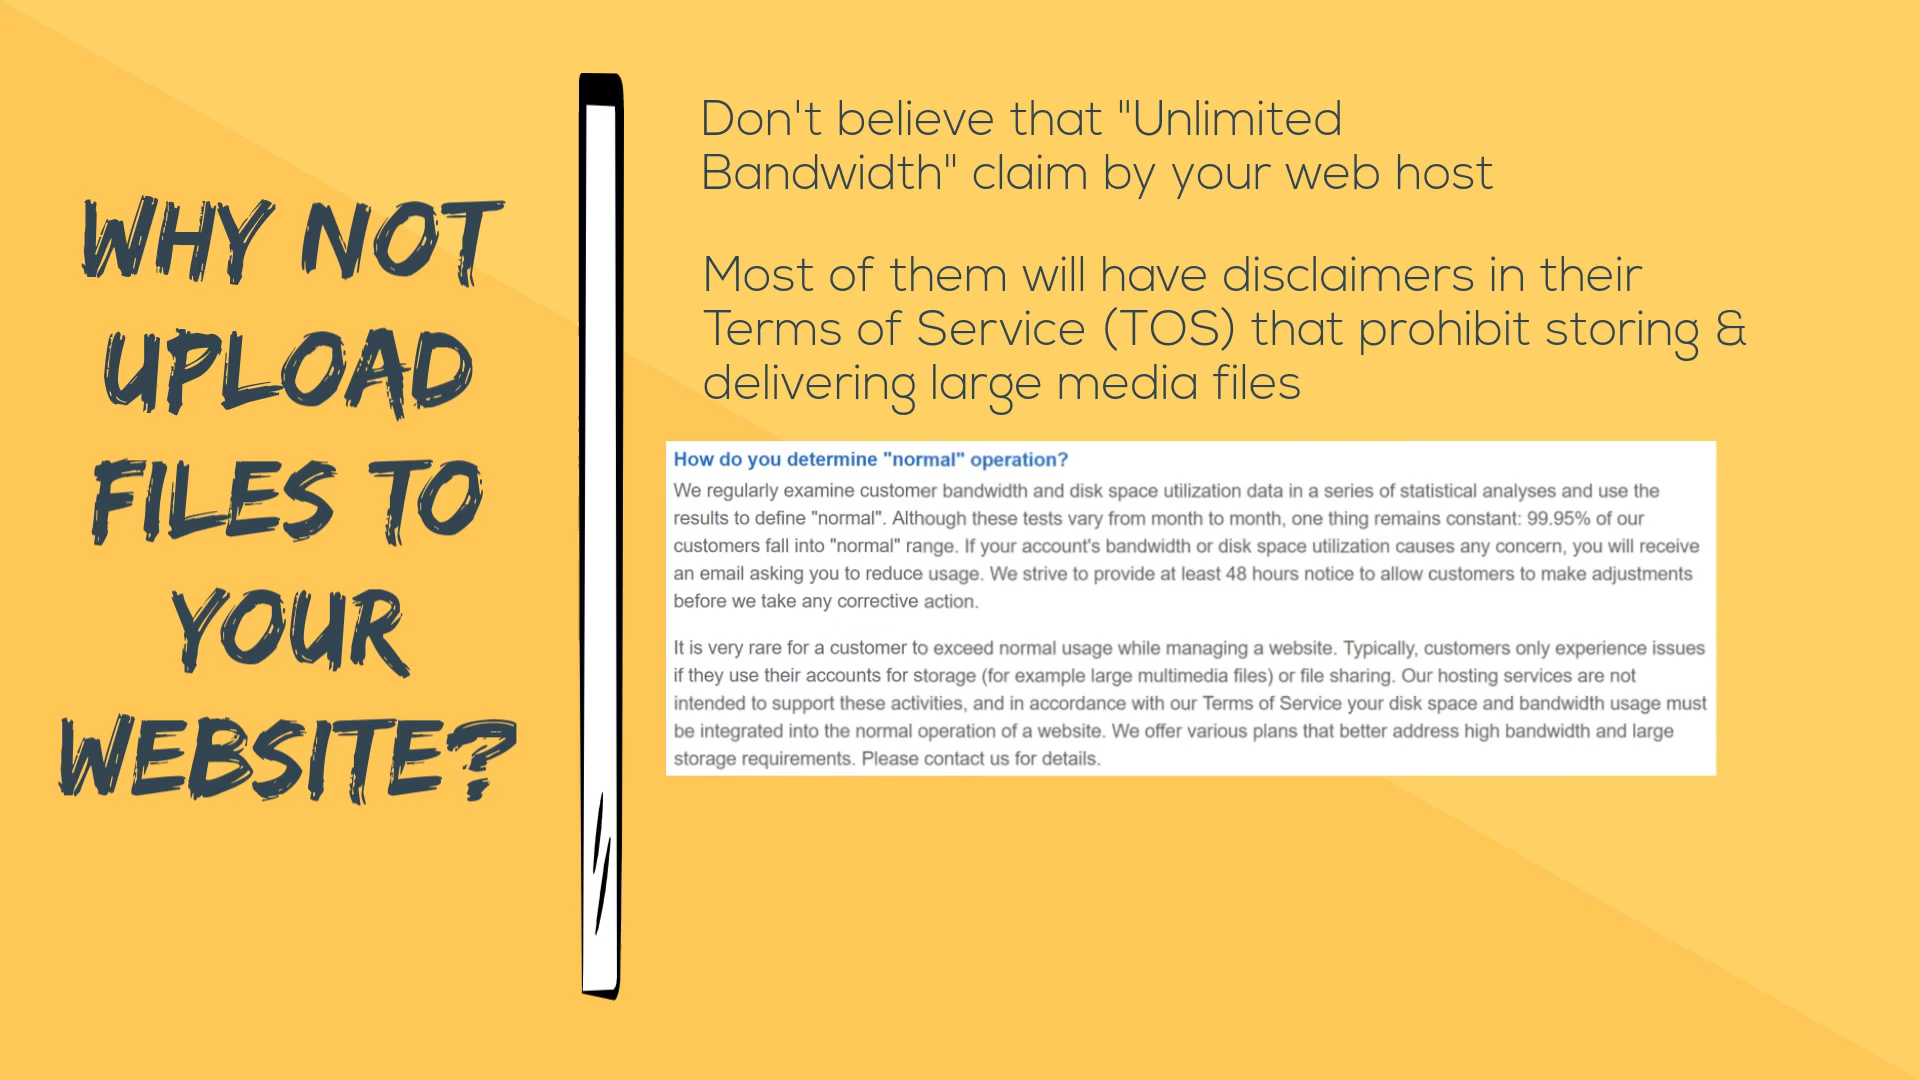 WHY NOT
UPLOAD
FILES TO
YOUR
WEBSITE?
Don't believe that "Unlimited
Bandwidth" claim by your web host
Most of them will have disclaimers in their
Terms of Service (TOS) that prohibit storing &
delivering large media files
How do you determine "normal" operation?
We regularly examine customer bandwidth and disk space utilization data in a series of statistical analyses and use the
results to define "normal". Although these tests vary from month to month, one thing remains constant: 99.95% of our
customers fall into "normal" range. If your account's bandwidth or disk space utilization causes any concern, you will receive
an email asking you to reduce usage. We strive to provide at least 48 hours notice to allow customers to make adjustments
before we take any corrective action.
It is very rare for a customer to exceed normal usage while managing a website. Typically, customers only experience issues
if they use their accounts for storage (for example large multimedia files) or file sharing. Our hosting services are not
intended to support these activities, and in accordance with our Terms of Service your disk space and bandwidth usage must
be integrated into the normal operation of a website. We offer various plans that better address high bandwidth and large
storage requirements. Please contact us for details.